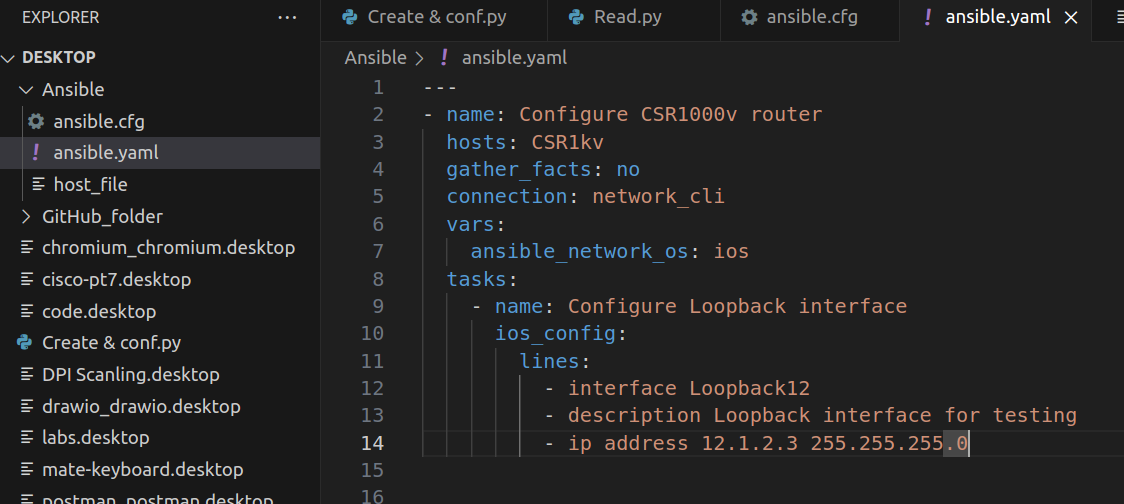 EXPLORER ···
DESKTOP
Ansible
ansible.cfg
ansible.yaml
host_file
GitHub_folder
chromium_chromium.desktop
cisco-pt7.desktop
code.desktop
Create & conf.py
DPI Scanling.desktop
drawio_drawio.desktop
labs.desktop
mate-keyboard.desktop
postman_postman.desktop
Create & conf.py Read.py ansible.cfg ! ansible.yaml
Ansible > ! ansible.yaml
1 ---
2 - name: Configure CSR1000v router
3 hosts: CSR1kv
4 gather_facts: no
5 connection: network_cli
6 vars:
7 ansible_network_os: ios
8 tasks:
9 - name: Configure Loopback interface
10 ios_config:
11 lines:
12 - interface Loopback12
13 - description Loopback interface for testing
14 - ip address 12.1.2.3 255.255.255.0
15
16